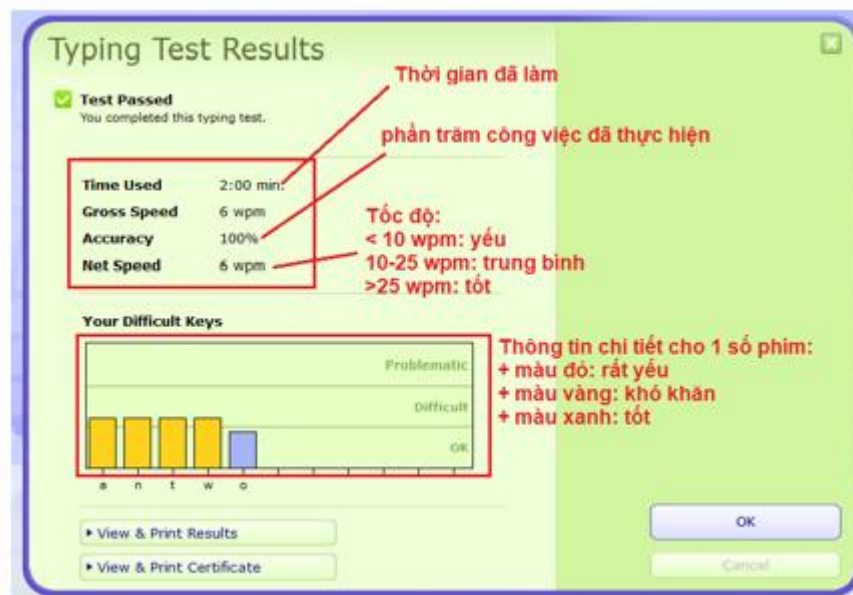 Typing Test Results
Thời gian đã làm
Test Passed
You completed this typing test.
phần trăm công việc đã thực hiện
Time Used 2:00 min.
Gross Speed 6 wpm
Accuracy 100%
Net Speed 6 wpm
Tốc độ:
< 10 wpm: yếu
10-25 wpm: trung bình
>25 wpm: tốt
Your Difficult Keys
Problematic
Difficult
OK
a n t w o
Thông tin chi tiết cho 1 số phím:
+ màu đỏ: rất yếu
+ màu vàng: khó khăn
+ màu xanh: tốt
View & Print Results
View & Print Certificate
OK
Cancel